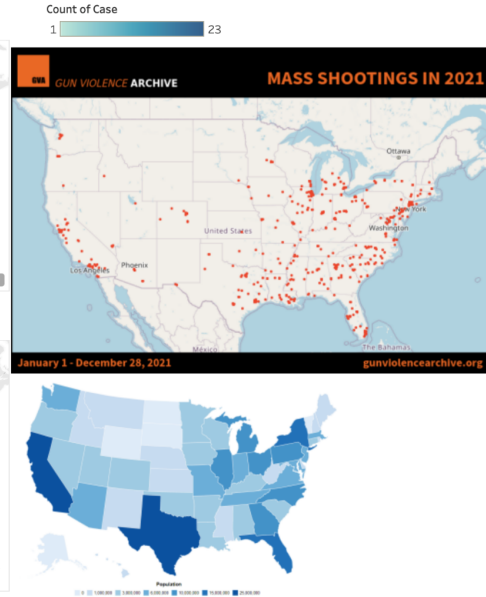 Count of Case
1 23
GVA GUN VIOLENCE ARCHIVE MASS SHOOTINGS IN 2021
Ottawa
New York
United States Washington
Los Angeles Phoenix
México The Bahamas
January 1 - December 28, 2021 gunviolencearchive.org
Population